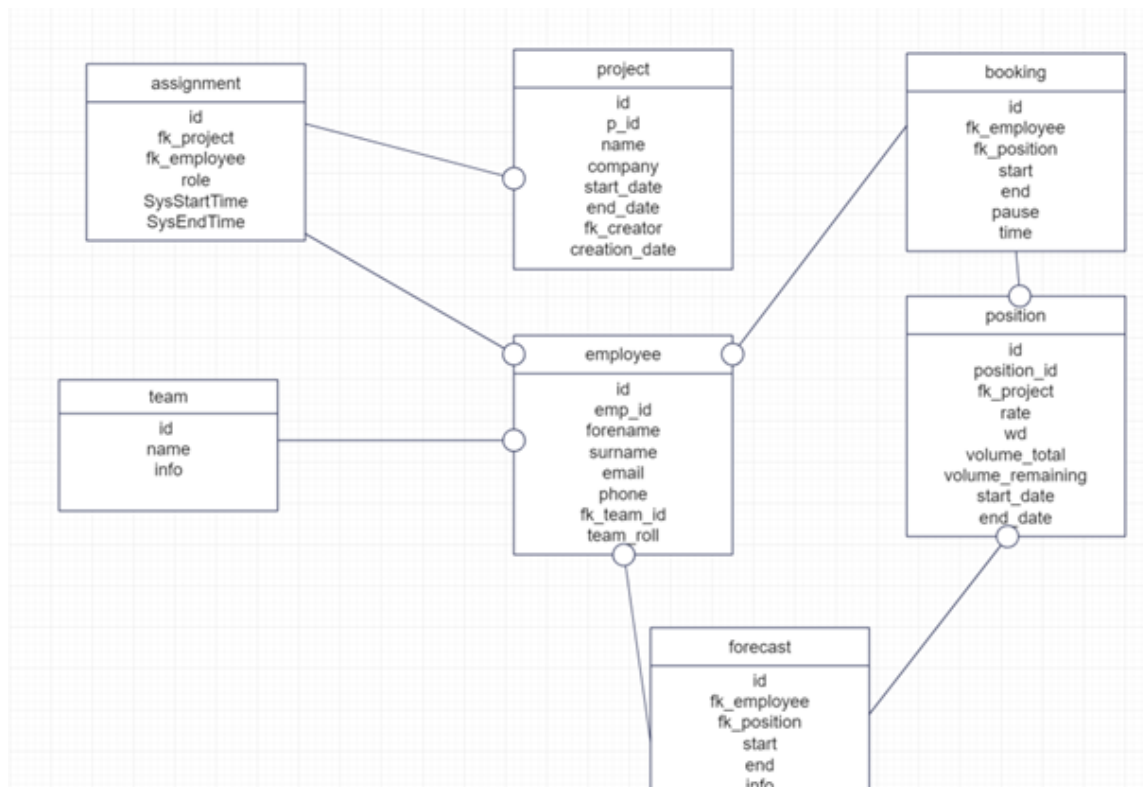 assignment
id
fk_project
fk_employee
role
SysStartTime
SysEndTime
project
id
p_id
name
company
start_date
end_date
fk_creator
creation_date
booking
id
fk_employee
fk_position
start
end
pause
time
team
id
name
info
employee
id
emp_id
forename
surname
email
phone
fk_team_id
team_roll
position
id
position_id
fk_project
rate
wd
volume_total
volume_remaining
start_date
end_date
forecast
id
fk_employee
fk_position
start
end
info